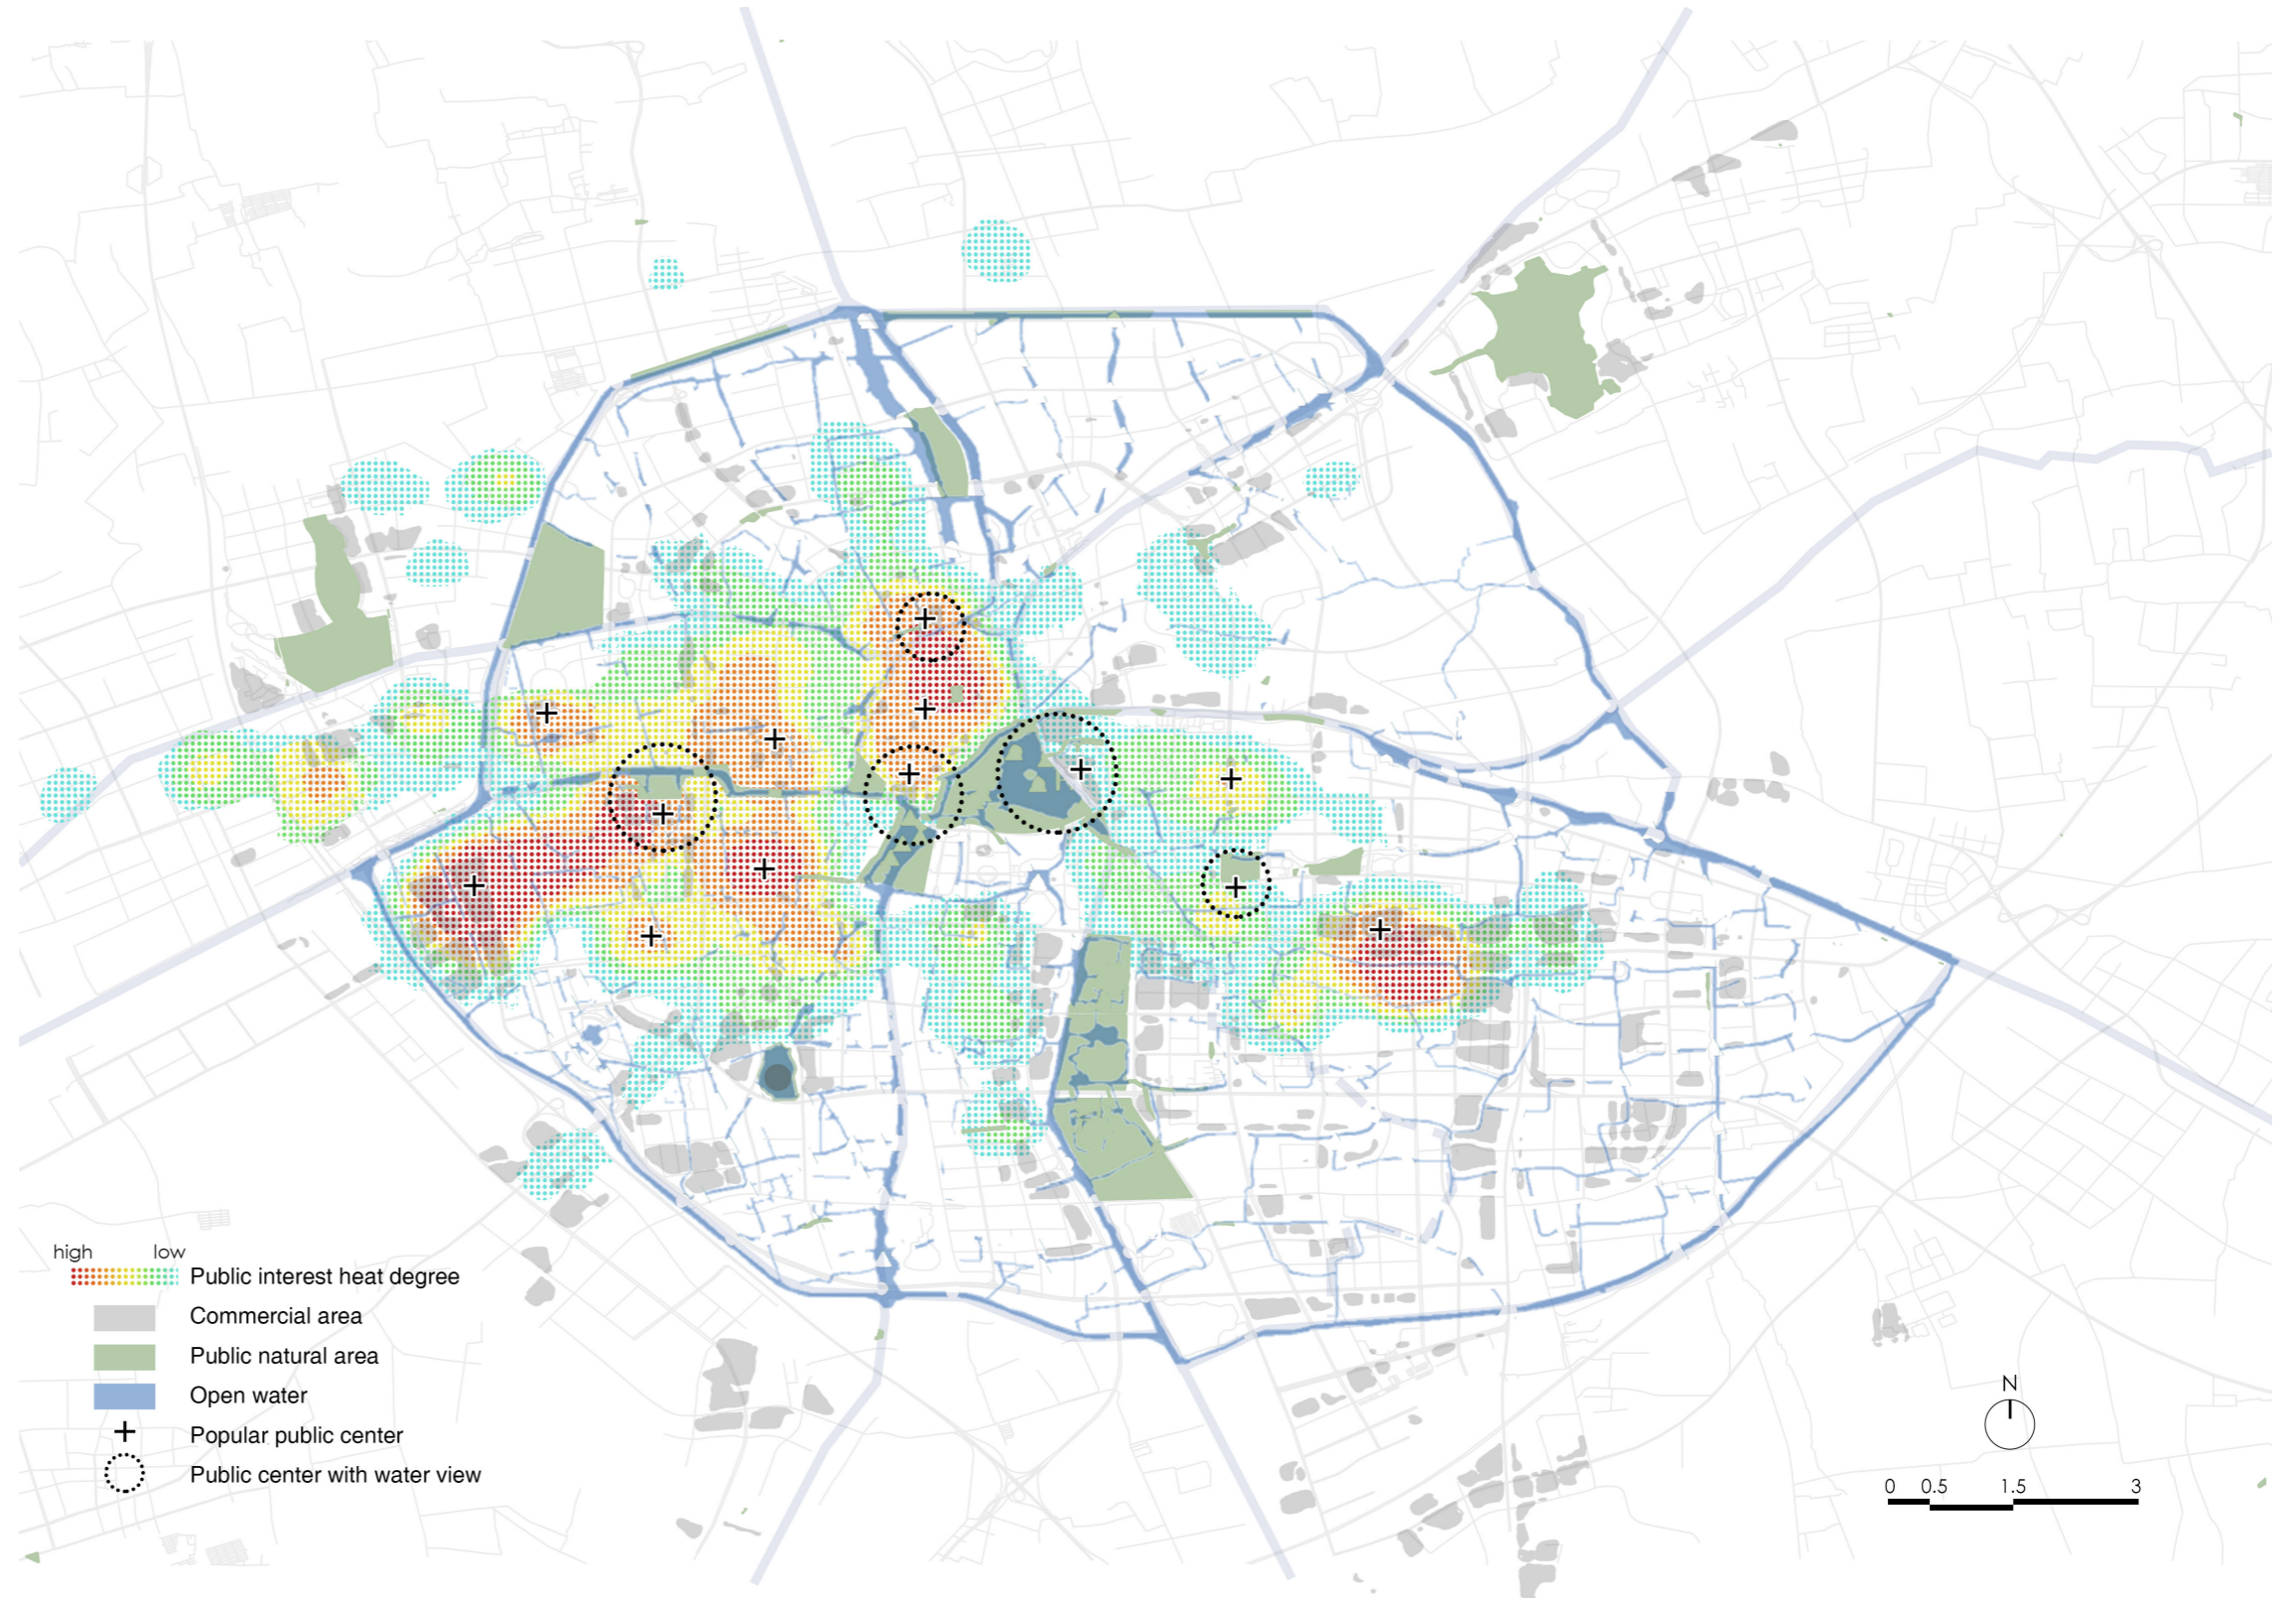 high low
Public interest heat degree
Commercial area
Public natural area
Open water
Popular public center
Public center with water view
N
0 0.5 1.5 3